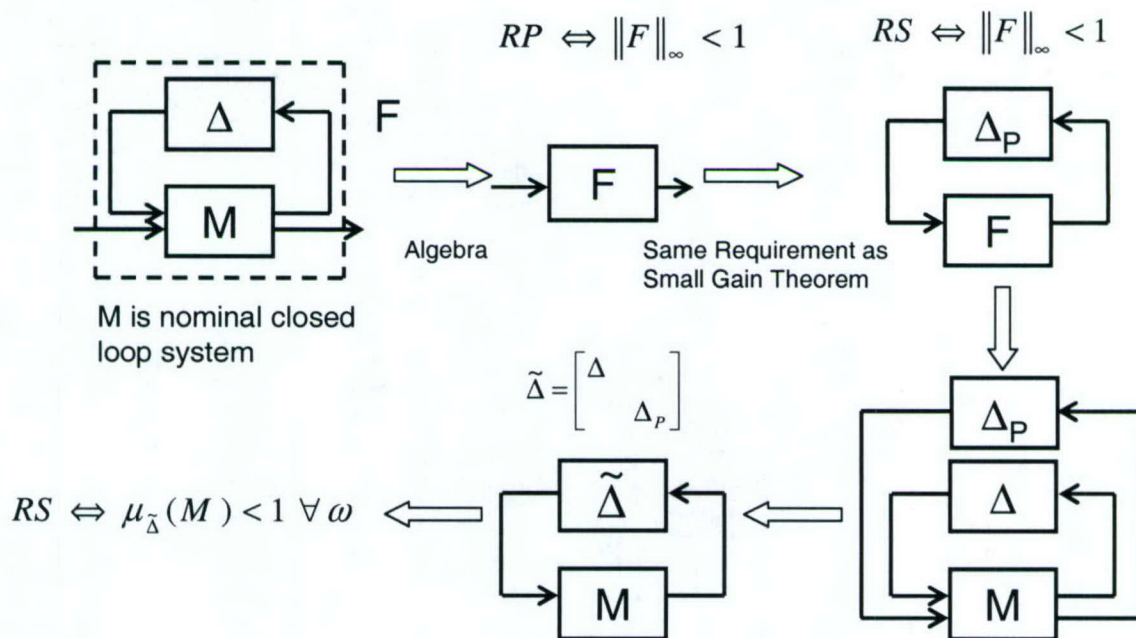 RP ⇔ ‖F‖∞ < 1
RS ⇔ ‖F‖∞ < 1
Δ
F
M
F
Algebra
Same Requirement as
Small Gain Theorem
Δ_P
F
M is nominal closed
loop system
Δ̃ = [Δ Δ_P]
Δ_P
Δ
M
Δ̃
M
RS ⇔ μ_Δ̃(M) < 1 ∀ ω